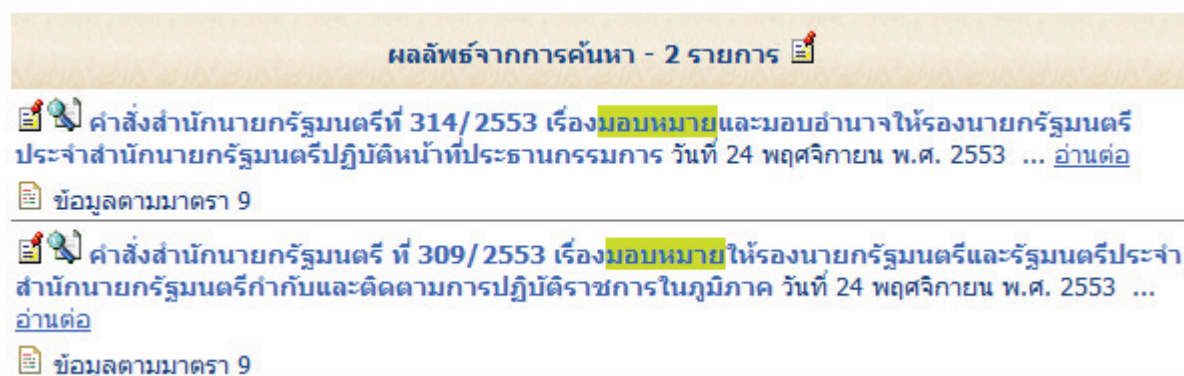 ผลลัพธ์จากการค้นหา - 2 รายการ
คำสั่งสำนักนายกรัฐมนตรีที่ 314/2553 เรื่องมอบหมายและมอบอำนาจให้รองนายกรัฐมนตรี
ประจำสำนักนายกรัฐมนตรีปฏิบัติหน้าที่ประธานกรรมการ วันที่ 24 พฤศจิกายน พ.ศ. 2553 ... อ่านต่อ
ข้อมูลตามมาตรา 9
คำสั่งสำนักนายกรัฐมนตรี ที่ 309/2553 เรื่องมอบหมายให้รองนายกรัฐมนตรีและรัฐมนตรีประจำ
สำนักนายกรัฐมนตรีกำกับและติดตามการปฏิบัติราชการในภูมิภาค วันที่ 24 พฤศจิกายน พ.ศ. 2553 ...
อ่านต่อ
ข้อมูลตามมาตรา 9